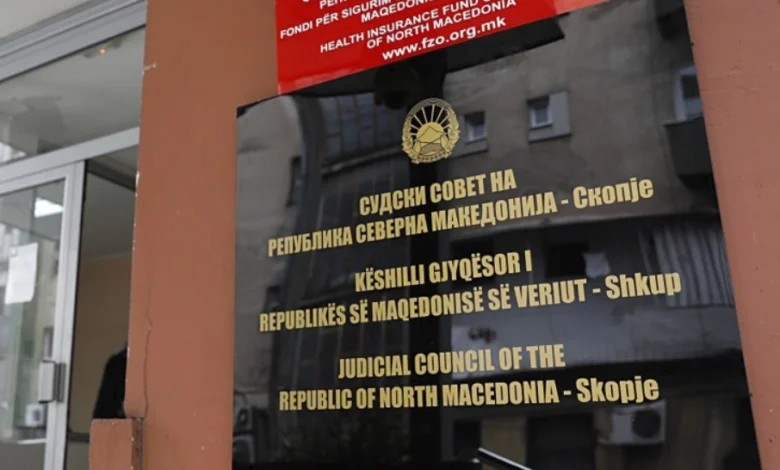 FONDI PËR SIGURIM
MAQEDONI
HEALTH INSURANCE FUND
OF NORTH MACEDONIA
www.fzo.org.mk
СУДСКИ СОВЕТ НА
РЕПУБЛИКА СЕВЕРНА МАКЕДОНИЈА - Скопје
KËSHILLI GJYQËSOR I
REPUBLIKËS SË MAQEDONISË SË VERIUT - Shkup
JUDICIAL COUNCIL OF THE
REPUBLIC OF NORTH MACEDONIA - Skopje